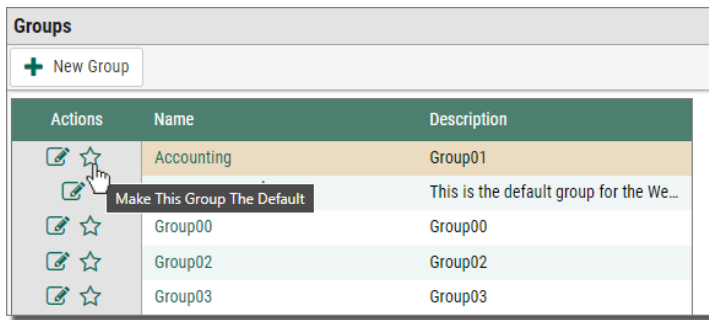 Groups
New Group
Actions Name Description
Accounting Group01
Make This Group The Default This is the default group for the We...
Group00 Group00
Group02 Group02
Group03 Group03